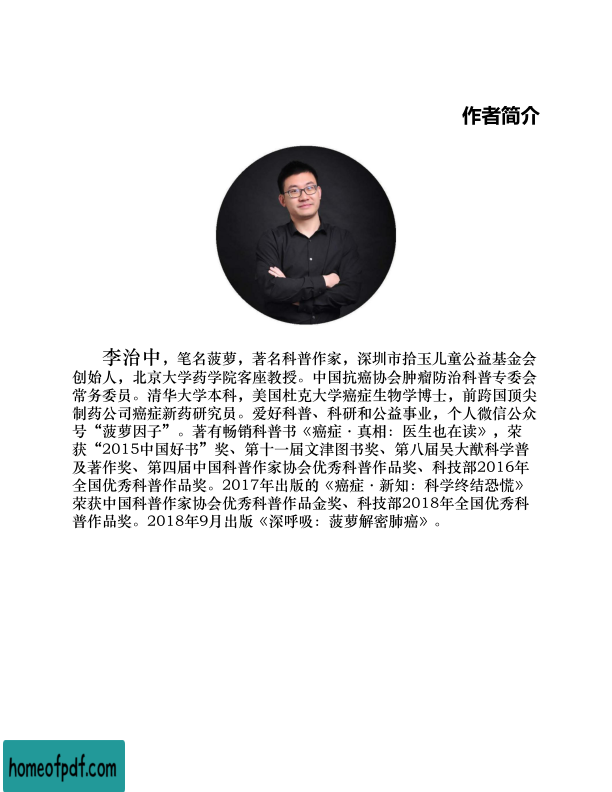 作者简介
李治中，笔名菠萝，著名科普作家，深圳市拾玉儿童公益基金会
创始人，北京大学药学院客座教授。中国抗癌协会肿瘤防治科普专委会
常务委员。清华大学本科，美国杜克大学癌症生物学博士，前跨国顶尖
制药公司癌症新药研究员。爱好科普、科研和公益事业，个人微信公众
号“菠萝因子”。著有畅销科普书《癌症·真相：医生也在读》，荣
获“2015中国好书”奖、第十一届文津图书奖、第八届吴大猷科学普
及著作奖、第四届中国科普作家协会优秀科普作品奖、科技部2016年
全国优秀科普作品奖。2017年出版的《癌症·新知：科学终结恐慌》
荣获中国科普作家协会优秀科普作品金奖、科技部2018年全国优秀科
普作品奖。2018年9月出版《深呼吸：菠萝解密肺癌》。
homeofpdf.com